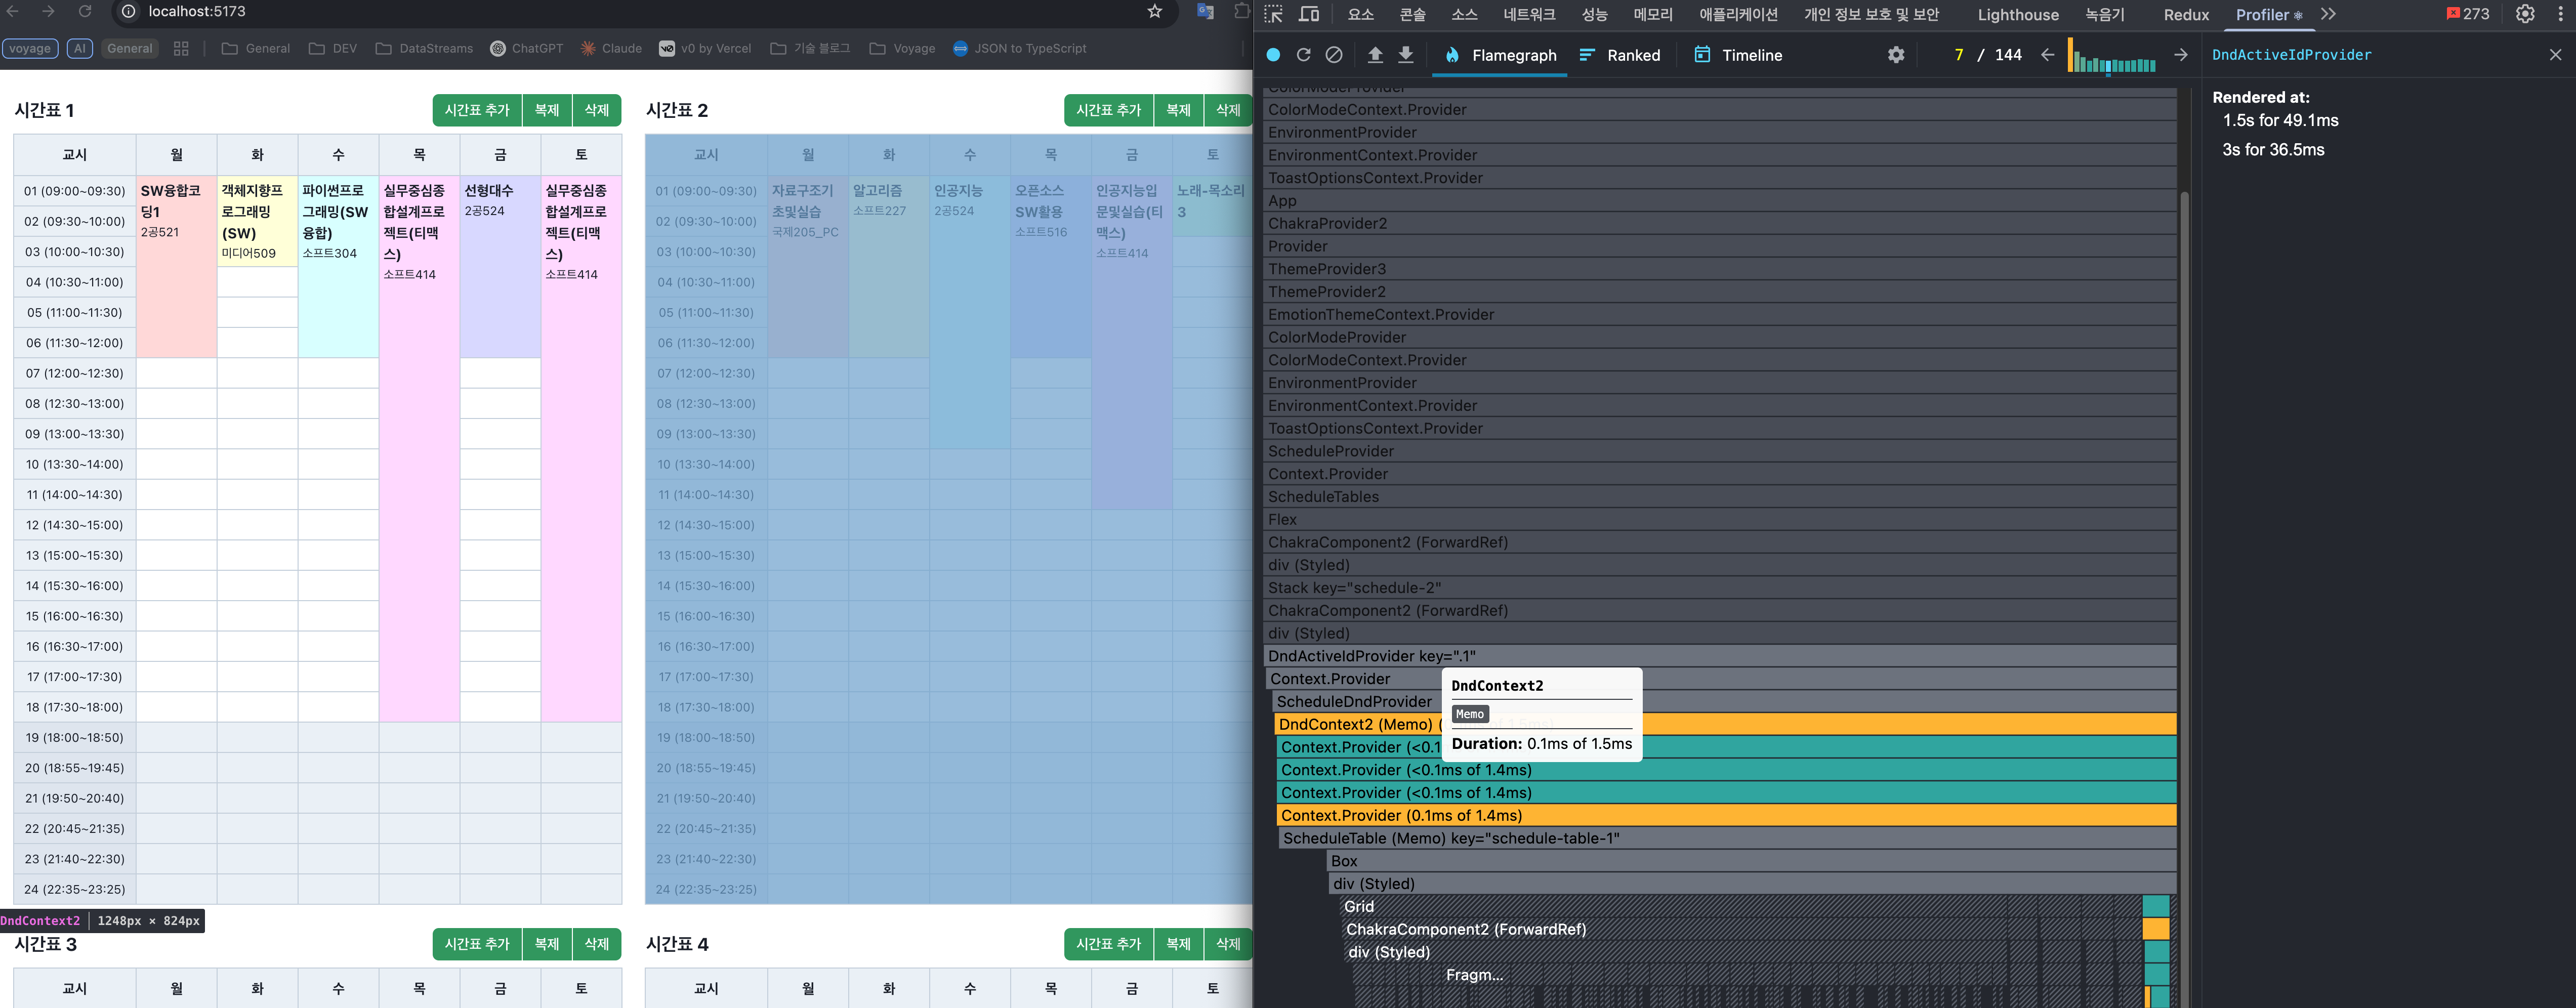 localhost:5173
요소 콘솔 소스 네트워크 성능 메모리 애플리케이션 개인 정보 보호 및 보안 Lighthouse 녹음기 Redux Profiler 273
voyage AI General General DEV DataStreams ChatGPT Claude v0 by Vercel 기술 블로그 Voyage JSON to TypeScript
Flamegraph Ranked Timeline 7 / 144
시간표 1
시간표 추가 복제 삭제
교시 월 화 수 목 금 토
01 (09:00~09:30)
02 (09:30~10:00)
03 (10:00~10:30)
04 (10:30~11:00)
05 (11:00~11:30)
06 (11:30~12:00)
07 (12:00~12:30)
08 (12:30~13:00)
09 (13:00~13:30)
10 (13:30~14:00)
11 (14:00~14:30)
12 (14:30~15:00)
13 (15:00~15:30)
14 (15:30~16:00)
15 (16:00~16:30)
16 (16:30~17:00)
17 (17:00~17:30)
18 (17:30~18:00)
19 (18:00~18:50)
20 (18:55~19:45)
21 (19:50~20:40)
22 (20:45~21:35)
23 (21:40~22:30)
24 (22:35~23:25)
SW융합코
딩1
2공521
객체지향프
로그래밍
(SW)
미디어509
파이썬프로
그래밍(SW
융합)
소프트304
실무중심종
합설계프로
젝트(티맥
스)
소프트414
선형대수
2공524
실무중심종
합설계프로
젝트(티맥
스)
소프트414
시간표 2
시간표 추가 복제 삭제
교시 월 화 수 목 금 토
01 (09:00~09:30)
02 (09:30~10:00)
03 (10:00~10:30)
04 (10:30~11:00)
05 (11:00~11:30)
06 (11:30~12:00)
07 (12:00~12:30)
08 (12:30~13:00)
09 (13:00~13:30)
10 (13:30~14:00)
11 (14:00~14:30)
12 (14:30~15:00)
13 (15:00~15:30)
14 (15:30~16:00)
15 (16:00~16:30)
16 (16:30~17:00)
17 (17:00~17:30)
18 (17:30~18:00)
19 (18:00~18:50)
20 (18:55~19:45)
21 (19:50~20:40)
22 (20:45~21:35)
23 (21:40~22:30)
24 (22:35~23:25)
자료구조기
초및실습
국제205_PC
알고리즘
소프트227
인공지능
2공524
오픈소스
SW활용
소프트516
인공지능입
문및실습(티
맥스)
소프트414
노래-목소리
3
DndContext2 1248px × 824px
시간표 3
시간표 추가 복제 삭제
교시 월 화 수 목 금 토
시간표 4
시간표 추가 복제 삭제
교시 월 화 수 목 금 토
ColorModeProvider
ColorModeContext.Provider
EnvironmentProvider
EnvironmentContext.Provider
ToastOptionsContext.Provider
App
ChakraProvider2
Provider
ThemeProvider3
ThemeProvider2
EmotionThemeContext.Provider
ColorModeProvider
ColorModeContext.Provider
EnvironmentProvider
EnvironmentContext.Provider
ToastOptionsContext.Provider
ScheduleProvider
Context.Provider
ScheduleTables
Flex
ChakraComponent2 (ForwardRef)
div (Styled)
Stack key="schedule-2"
ChakraComponent2 (ForwardRef)
div (Styled)
DndActiveIdProvider key=".1"
Context.Provider
ScheduleDndProvider
DndContext2 (Memo) (
Context.Provider (<0.1
Context.Provider (<0.1ms of 1.4ms)
Context.Provider (<0.1ms of 1.4ms)
Context.Provider (0.1ms of 1.4ms)
ScheduleTable (Memo) key="schedule-table-1"
Box
div (Styled)
Grid
ChakraComponent2 (ForwardRef)
div (Styled)
Fragm...
DndContext2
Memo
Duration: 0.1ms of 1.5ms
DndActiveIdProvider
Rendered at:
1.5s for 49.1ms
3s for 36.5ms